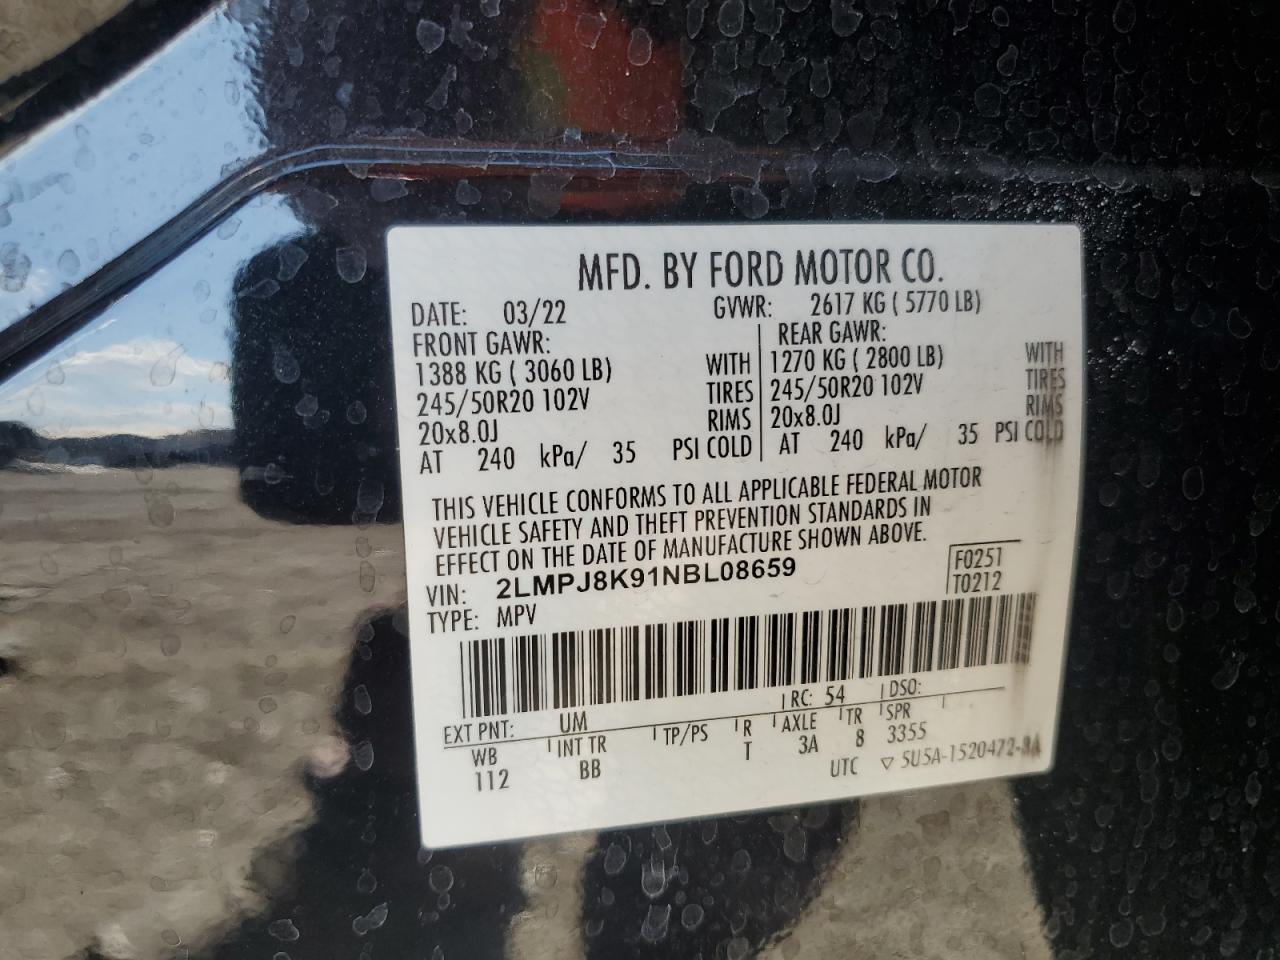 MFD. BY FORD MOTOR CO.
DATE: 03/22 GVWR: 2617 KG ( 5770 LB)
FRONT GAWR: REAR GAWR:
1388 KG ( 3060 LB) WITH 1270 KG ( 2800 LB) WITH
245/50R20 102V TIRES 245/50R20 102V TIRES
20x8.0J RIMS 20x8.0J RIMS
AT 240 kPa/ 35 PSI COLD AT 240 kPa/ 35 PSI COLD
THIS VEHICLE CONFORMS TO ALL APPLICABLE FEDERAL MOTOR
VEHICLE SAFETY AND THEFT PREVENTION STANDARDS IN
EFFECT ON THE DATE OF MANUFACTURE SHOWN ABOVE.
VIN: 2LMPJ8K91NBL08659 F0251
TYPE: MPV T0212
EXT PNT: UM RC: 54 DSO:
WB INT TR TP/PS R AXLE TR SPR
112 BB T 3A 8 3355
UTC ▽ 5U5A-1520472-